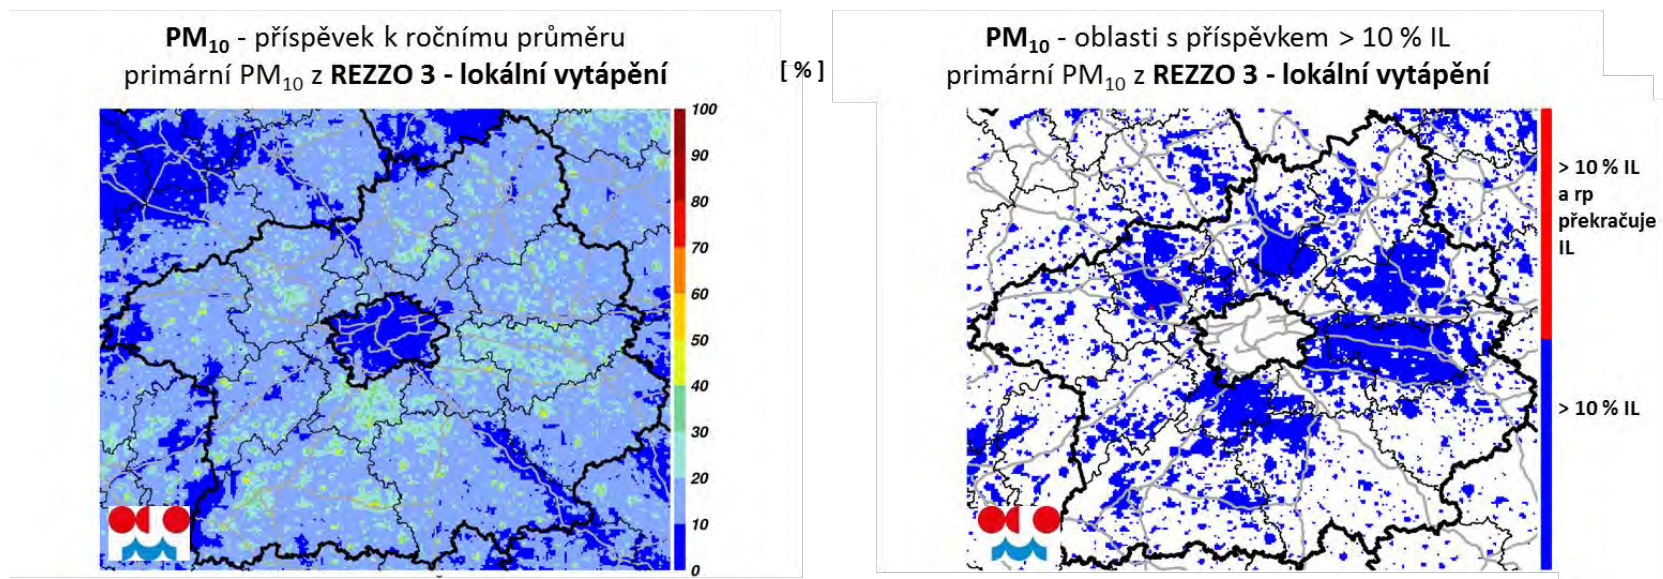 PM10 - příspěvek k ročnímu průměru
primární PM10 z REZZO 3 - lokální vytápění
[ % ]
100
90
80
70
60
50
40
30
20
10
0
PM10 - oblasti s příspěvkem > 10 % IL
primární PM10 z REZZO 3 - lokální vytápění
> 10 % IL
a rp
překračuje
IL
> 10 % IL